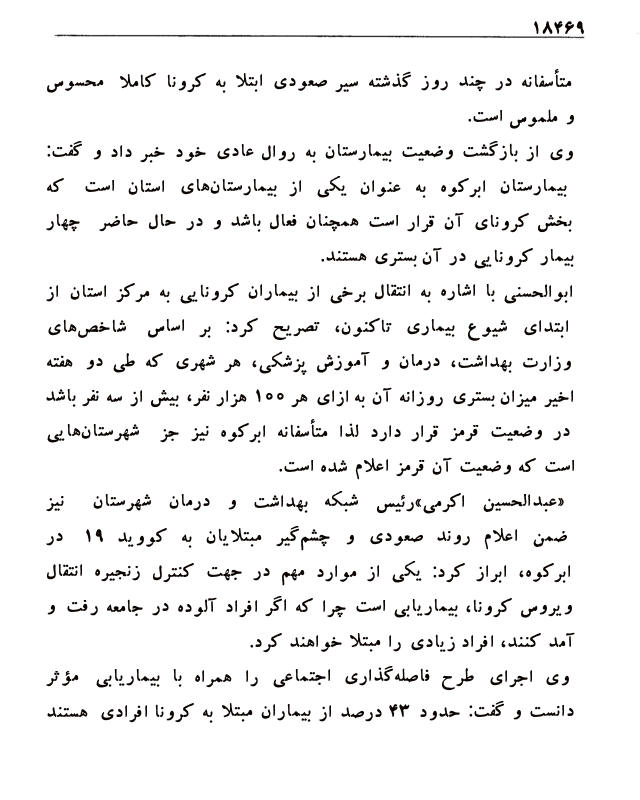 ۱۸۴۶۹
متأسفانه در چند روز گذشته سیر صعودی ابتلا به کرونا کاملا محسوس
و ملموس است.
وی از بازگشت وضعیت بیمارستان به روال عادی خود خبر داد و گفت:
بیمارستان ابرکوه به عنوان یکی از بیمارستان‌های استان است که
بخش کرونای آن قرار است همچنان فعال باشد و در حال حاضر چهار
بیمار کرونایی در آن بستری هستند.
ابوالحسنی با اشاره به انتقال برخی از بیماران کرونایی به مرکز استان از
ابتدای شیوع بیماری تاکنون، تصریح کرد: بر اساس شاخص‌های
وزارت بهداشت، درمان و آموزش پزشکی، هر شهری که طی دو هفته
اخیر میزان بستری روزانه آن به ازای هر ۱۰۰ هزار نفر، بیش از سه نفر باشد
در وضعیت قرمز قرار دارد لذا متأسفانه ابرکوه نیز جز شهرستان‌هایی
است که وضعیت آن قرمز اعلام شده است.
«عبدالحسین اکرمی»رئیس شبکه بهداشت و درمان شهرستان نیز
ضمن اعلام روند صعودی و چشم‌گیر مبتلایان به کووید ۱۹ در
ابرکوه، ابراز کرد: یکی از موارد مهم در جهت کنترل زنجیره انتقال
ویروس کرونا، بیماریابی است چرا که اگر افراد آلوده در جامعه رفت و
آمد کنند، افراد زیادی را مبتلا خواهند کرد.
وی اجرای طرح فاصله‌گذاری اجتماعی را همراه با بیماریابی مؤثر
دانست و گفت: حدود ۴۳ درصد از بیماران مبتلا به کرونا افرادی هستند